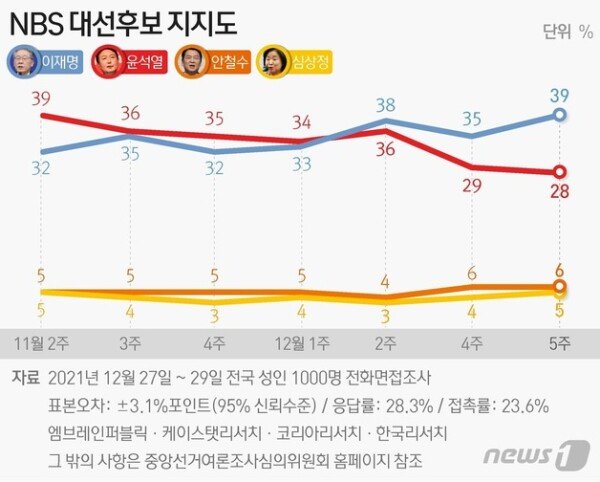 NBS 대선후보 지지도
단위 %
이재명 윤석열 안철수 심상정
39 36 35 34 38 35 39
32 35 32 33 36 29 28
5 5 5 5 4 6 6
5 4 3 4 3 4 5
11월 2주 3주 4주 12월 1주 2주 4주 5주
자료 2021년 12월 27일 ~ 29일 전국 성인 1000명 전화면접조사
표본오차: ±3.1%포인트(95% 신뢰수준) / 응답률: 28.3% / 접촉률: 23.6%
엠브레인퍼블릭·케이스탯리서치·코리아리서치·한국리서치
그 밖의 사항은 중앙선거여론조사심의위원회 홈페이지 참조
news1